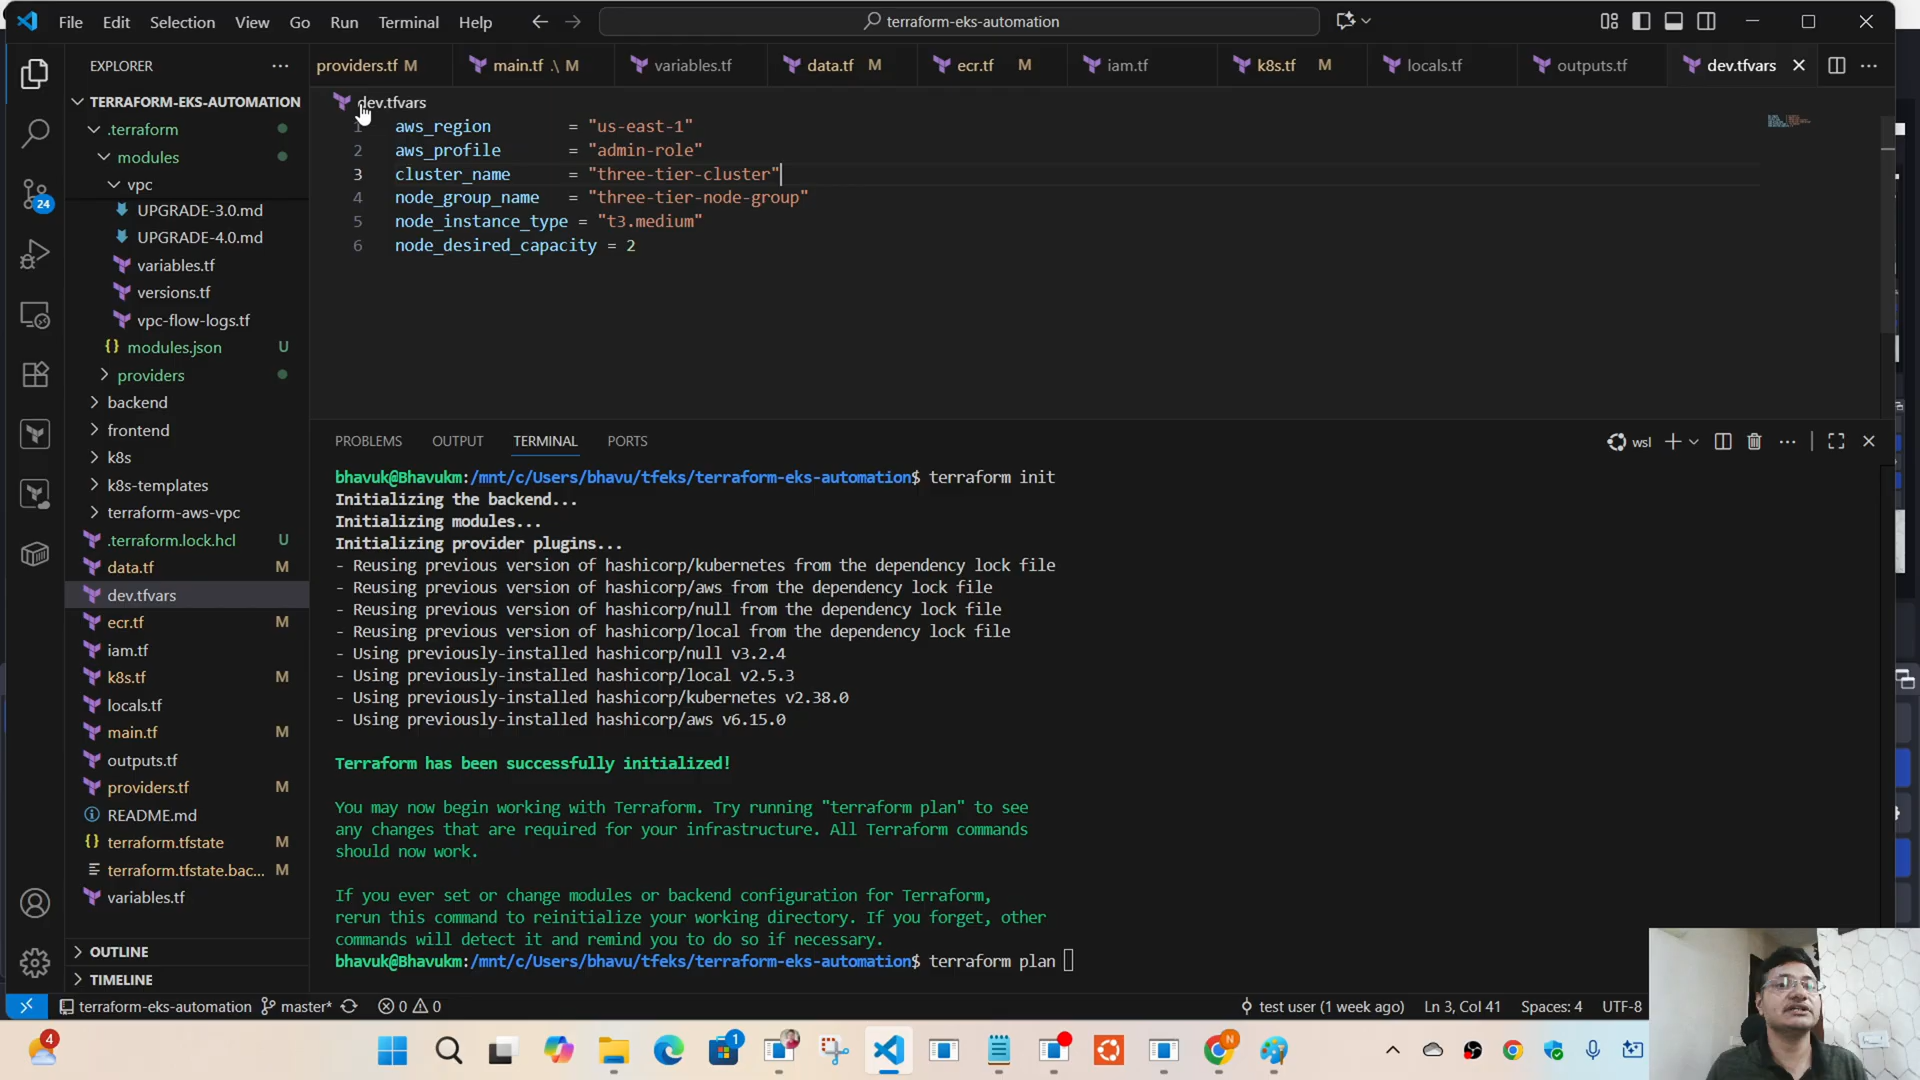 File Edit Selection View Go Run Terminal Help
terraform-eks-automation
EXPLORER
providers.tf M
main.tf .\ M
variables.tf
data.tf M
ecr.tf M
iam.tf
k8s.tf M
locals.tf
outputs.tf
dev.tfvars
TERRAFORM-EKS-AUTOMATION
.terraform
modules
vpc
UPGRADE-3.0.md
UPGRADE-4.0.md
variables.tf
versions.tf
vpc-flow-logs.tf
{} modules.json U
providers
backend
frontend
k8s
k8s-templates
terraform-aws-vpc
.terraform.lock.hcl U
data.tf M
dev.tfvars
ecr.tf M
iam.tf
k8s.tf M
locals.tf
main.tf M
outputs.tf
providers.tf M
README.md
{} terraform.tfstate M
terraform.tfstate.bac... M
variables.tf
OUTLINE
TIMELINE
24
dev.tfvars
1 aws_region = "us-east-1"
2 aws_profile = "admin-role"
3 cluster_name = "three-tier-cluster"
4 node_group_name = "three-tier-node-group"
5 node_instance_type = "t3.medium"
6 node_desired_capacity = 2
PROBLEMS OUTPUT TERMINAL PORTS
wsl
bhavuk@Bhavukm:/mnt/c/Users/bhavu/tfeks/terraform-eks-automation$ terraform init
Initializing the backend...
Initializing modules...
Initializing provider plugins...
- Reusing previous version of hashicorp/kubernetes from the dependency lock file
- Reusing previous version of hashicorp/aws from the dependency lock file
- Reusing previous version of hashicorp/null from the dependency lock file
- Reusing previous version of hashicorp/local from the dependency lock file
- Using previously-installed hashicorp/null v3.2.4
- Using previously-installed hashicorp/local v2.5.3
- Using previously-installed hashicorp/kubernetes v2.38.0
- Using previously-installed hashicorp/aws v6.15.0
Terraform has been successfully initialized!
You may now begin working with Terraform. Try running "terraform plan" to see
any changes that are required for your infrastructure. All Terraform commands
should now work.
If you ever set or change modules or backend configuration for Terraform,
rerun this command to reinitialize your working directory. If you forget, other
commands will detect it and remind you to do so if necessary.
bhavuk@Bhavukm:/mnt/c/Users/bhavu/tfeks/terraform-eks-automation$ terraform plan
terraform-eks-automation master* 0 0
test user (1 week ago) Ln 3, Col 41 Spaces: 4 UTF-8
4
1
N